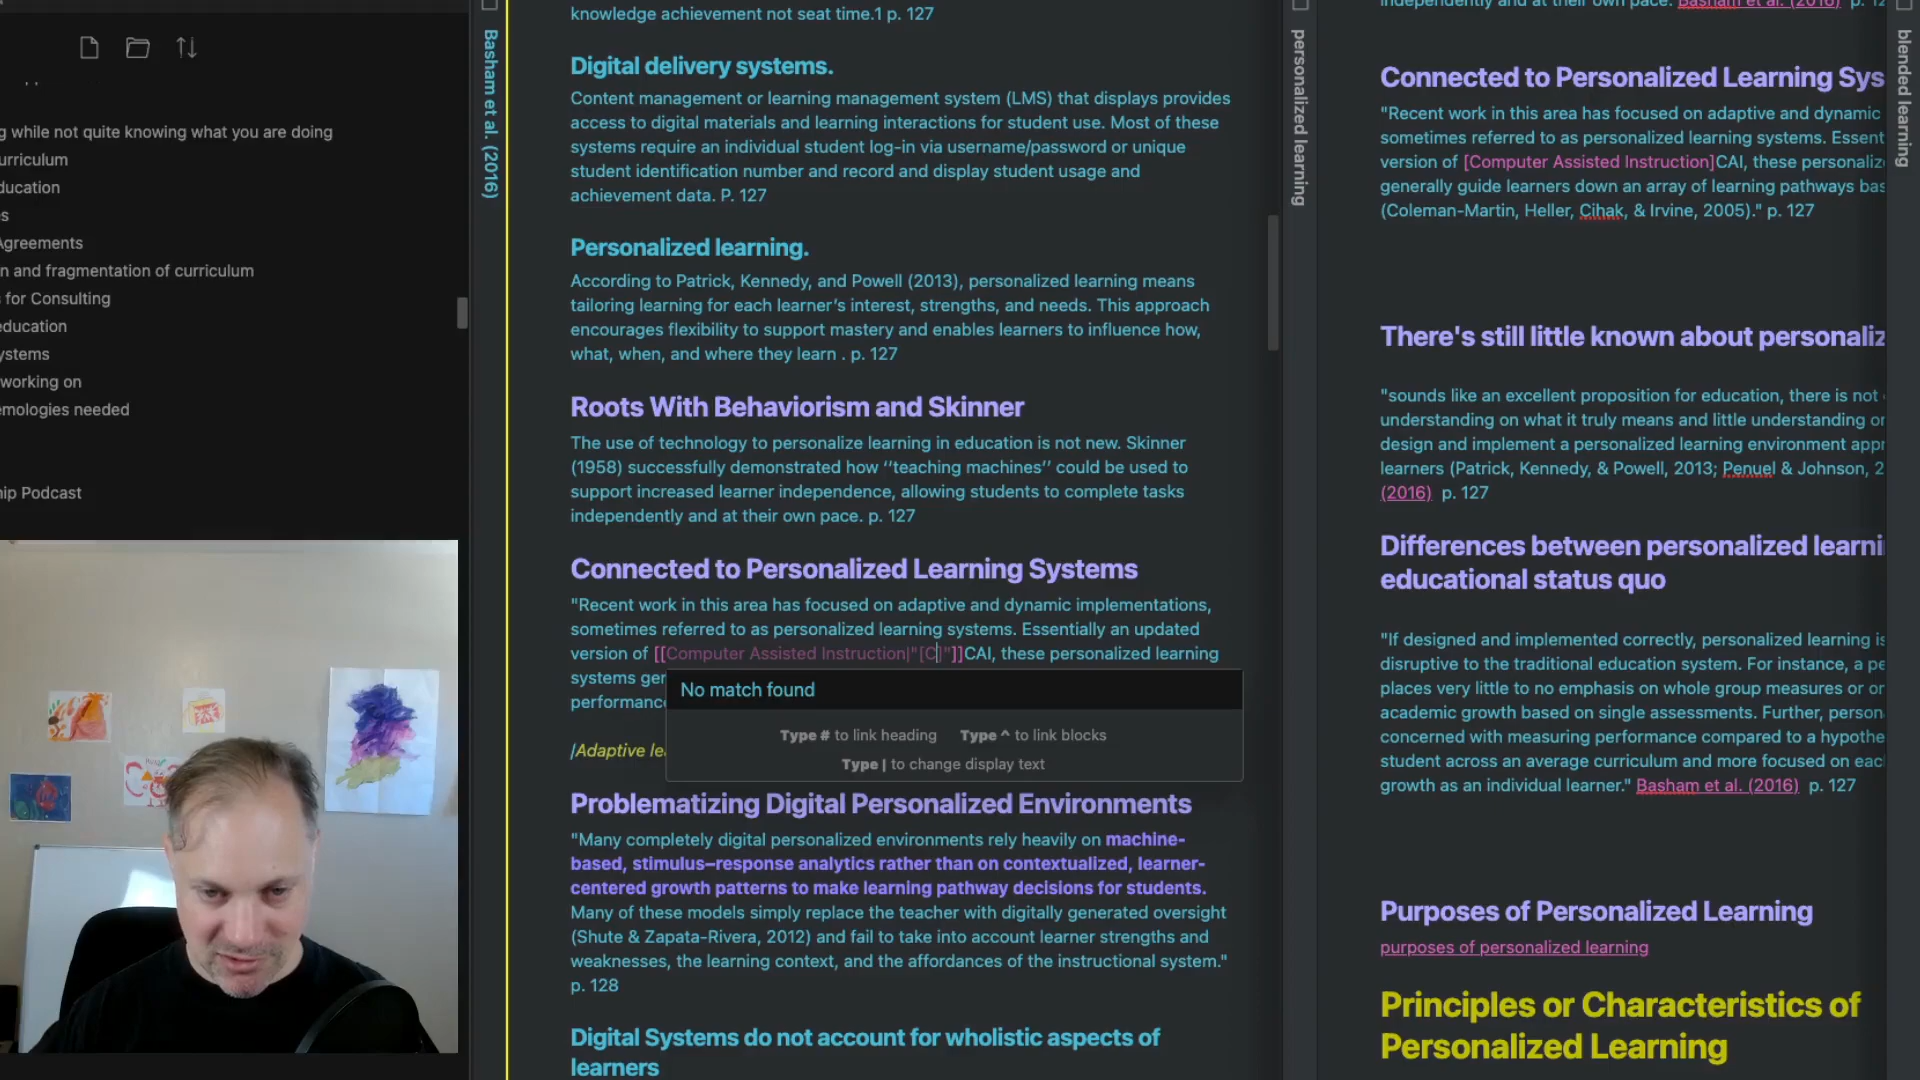 g while not quite knowing what you are doing
urriculum
ducation
s
Agreements
n and fragmentation of curriculum
s for Consulting
education
ystems
working on
emologies needed
hip Podcast
Basham et al. (2016)
knowledge achievement not seat time.1 p. 127
Digital delivery systems.
Content management or learning management system (LMS) that displays provides
access to digital materials and learning interactions for student use. Most of these
systems require an individual student log-in via username/password or unique
student identification number and record and display student usage and
achievement data. P. 127
Personalized learning.
According to Patrick, Kennedy, and Powell (2013), personalized learning means
tailoring learning for each learner’s interest, strengths, and needs. This approach
encourages flexibility to support mastery and enables learners to influence how,
what, when, and where they learn . p. 127
Roots With Behaviorism and Skinner
The use of technology to personalize learning in education is not new. Skinner
(1958) successfully demonstrated how ‘‘teaching machines’’ could be used to
support increased learner independence, allowing students to complete tasks
independently and at their own pace. p. 127
Connected to Personalized Learning Systems
"Recent work in this area has focused on adaptive and dynamic implementations,
sometimes referred to as personalized learning systems. Essentially an updated
version of [[Computer Assisted Instruction|"[C]"]]CAI, these personalized learning
systems gen
performance
No match found
Type # to link heading Type ^ to link blocks
Type | to change display text
/Adaptive lea
Problematizing Digital Personalized Environments
"Many completely digital personalized environments rely heavily on machine-
based, stimulus–response analytics rather than on contextualized, learner-
centered growth patterns to make learning pathway decisions for students.
Many of these models simply replace the teacher with digitally generated oversight
(Shute & Zapata-Rivera, 2012) and fail to take into account learner strengths and
weaknesses, the learning context, and the affordances of the instructional system."
p. 128
Digital Systems do not account for wholistic aspects of
learners
personalized learning
independently and at their own pace. Basham et al. (2016) p. 12
Connected to Personalized Learning Sys
"Recent work in this area has focused on adaptive and dynamic
sometimes referred to as personalized learning systems. Essent
version of [Computer Assisted Instruction]CAI, these personaliz
generally guide learners down an array of learning pathways bas
(Coleman-Martin, Heller, Cihak, & Irvine, 2005)." p. 127
There's still little known about personaliz
"sounds like an excellent proposition for education, there is not
understanding on what it truly means and little understanding on
design and implement a personalized learning environment appr
learners (Patrick, Kennedy, & Powell, 2013; Penuel & Johnson, 2
(2016) p. 127
Differences between personalized learni
educational status quo
"If designed and implemented correctly, personalized learning is
disruptive to the traditional education system. For instance, a pe
places very little to no emphasis on whole group measures or or
academic growth based on single assessments. Further, person
concerned with measuring performance compared to a hypothe
student across an average curriculum and more focused on eac
growth as an individual learner." Basham et al. (2016) p. 127
Purposes of Personalized Learning
purposes of personalized learning
Principles or Characteristics of
Personalized Learning
blended learning